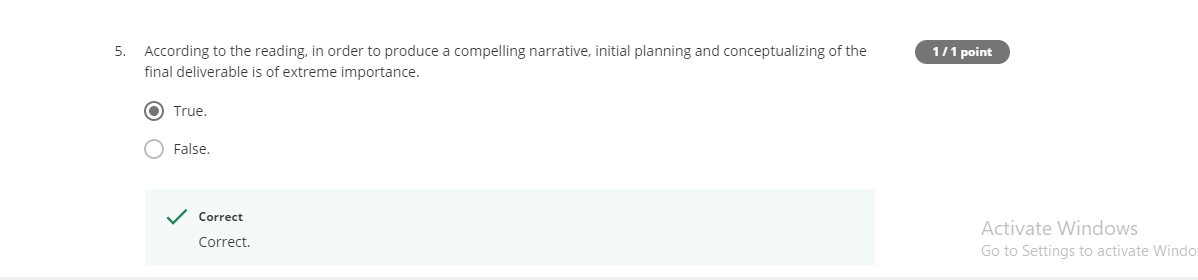 5. According to the reading, in order to produce a compelling narrative, initial planning and conceptualizing of the
1 / 1 point
final deliverable is of extreme importance.
True.
False.
Correct
Correct.
Activate Windows
Go to Settings to activate Windo